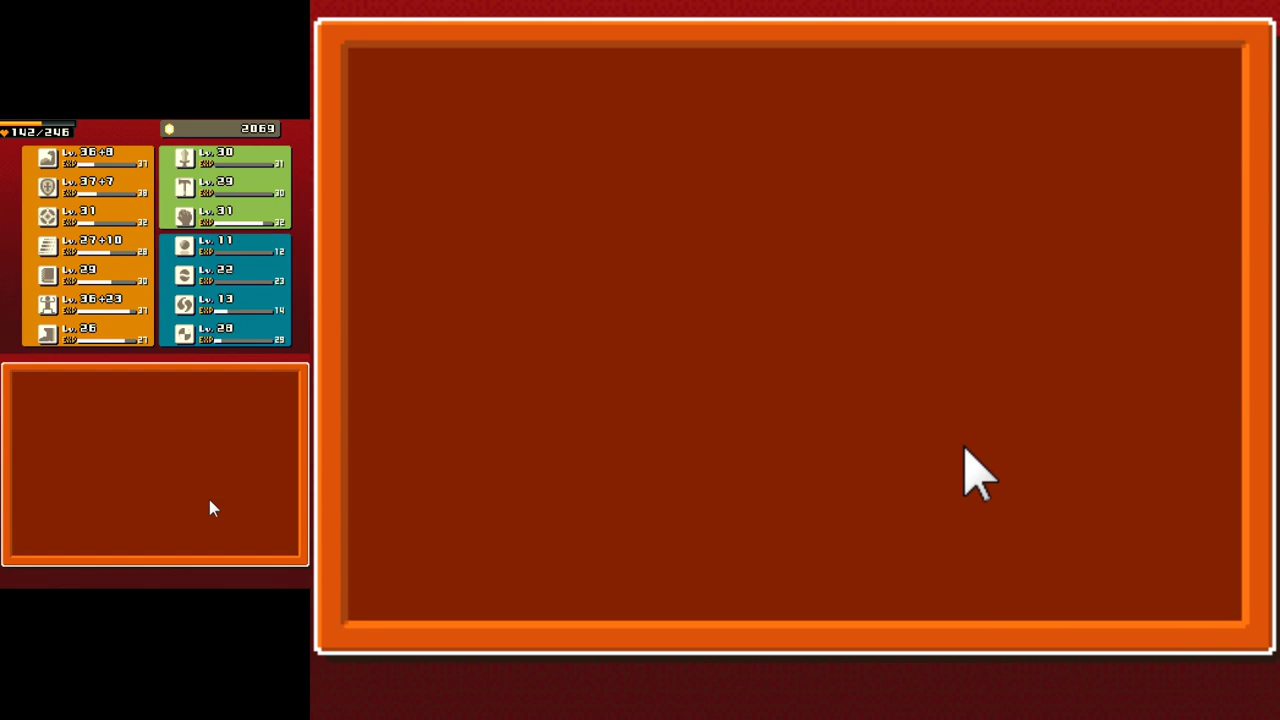 142/246
2069
Lv. 36+8
EXP 37
Lv. 37+7
EXP 38
Lv. 31
EXP 32
Lv. 27+10
EXP 28
Lv. 29
EXP 30
Lv. 36+23
EXP 37
Lv. 26
EXP 27
Lv. 30
EXP 31
Lv. 29
EXP 30
Lv. 31
EXP 32
Lv. 11
EXP 12
Lv. 22
EXP 23
Lv. 13
EXP 14
Lv. 28
EXP 29